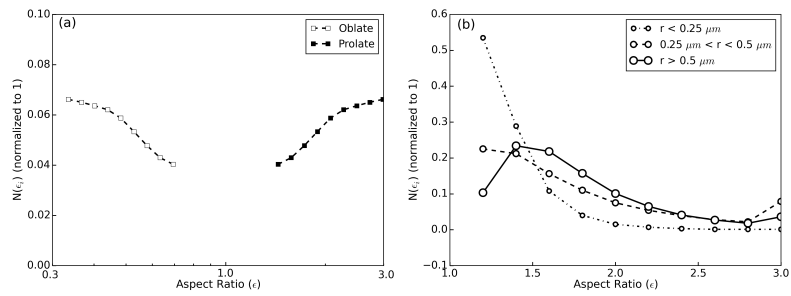 (a)
Oblate
Prolate
0.10
0.08
0.06
0.04
0.02
0.00
0.3
1.0
3.0
N(ϵᵢ) (normalized to 1)
Aspect Ratio (ϵ)
(b)
r < 0.25 μm
0.25 μm < r < 0.5 μm
r > 0.5 μm
0.6
0.5
0.4
0.3
0.2
0.1
0.0
−0.1
1.0
1.5
2.0
2.5
3.0
N(ϵᵢ) (normalized to 1)
Aspect Ratio (ϵ)